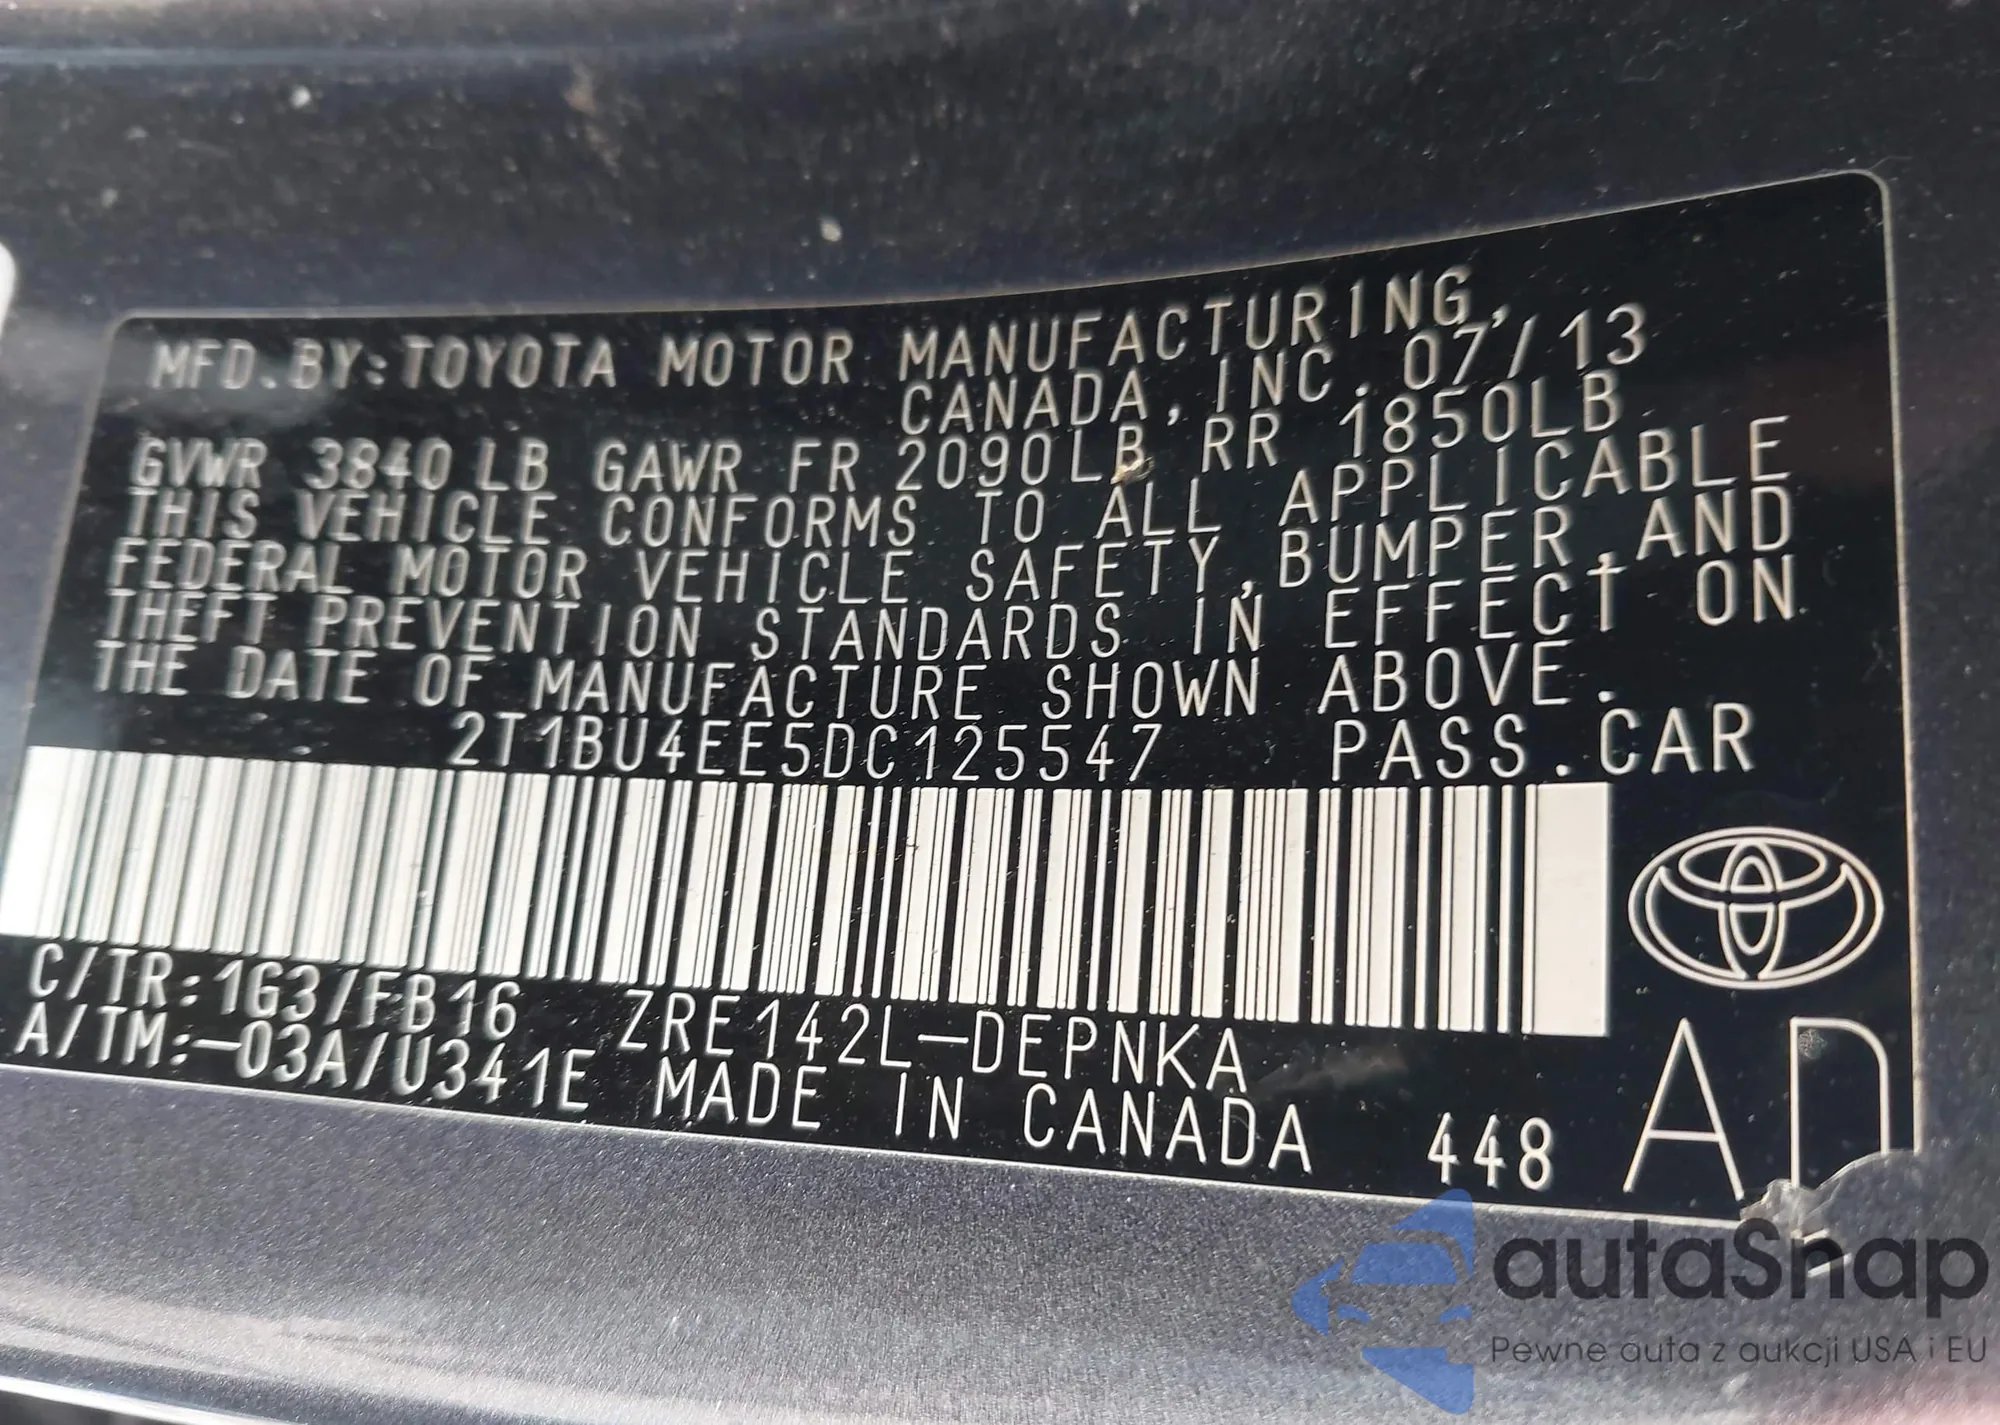 MFD.BY:TOYOTA MOTOR MANUFACTURING,
CANADA,INC.07/13
GVWR 3840LB GAWR FR 2090LB RR 1850LB
THIS VEHICLE CONFORMS TO ALL APPLICABLE
FEDERAL MOTOR VEHICLE SAFETY,BUMPER,AND
THEFT PREVENTION STANDARDS IN EFFECT ON
THE DATE OF MANUFACTURE SHOWN ABOVE.
2T1BU4EE5DC125547 PASS.CAR
C/TR:1G3/FB16 ZRE142L-DEPNKA
A/TM:-03A/U341E MADE IN CANADA 448
autaSnap
Pewne auta z aukcji USA i EU